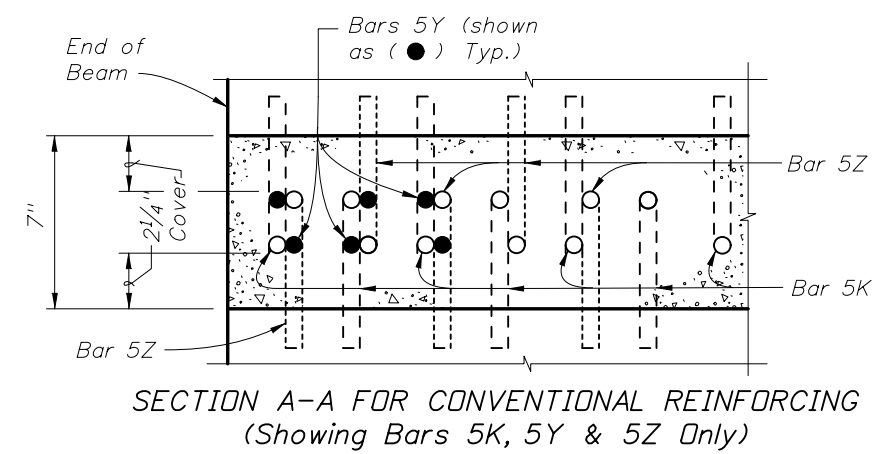 Bars 5Y (shown
as ( ● ) Typ.)
End of
Beam
7"
2¼"
Cover
Bar 5Z
Bar 5K
Bar 5Z
SECTION A-A FOR CONVENTIONAL REINFORCING
(Showing Bars 5K, 5Y & 5Z Only)